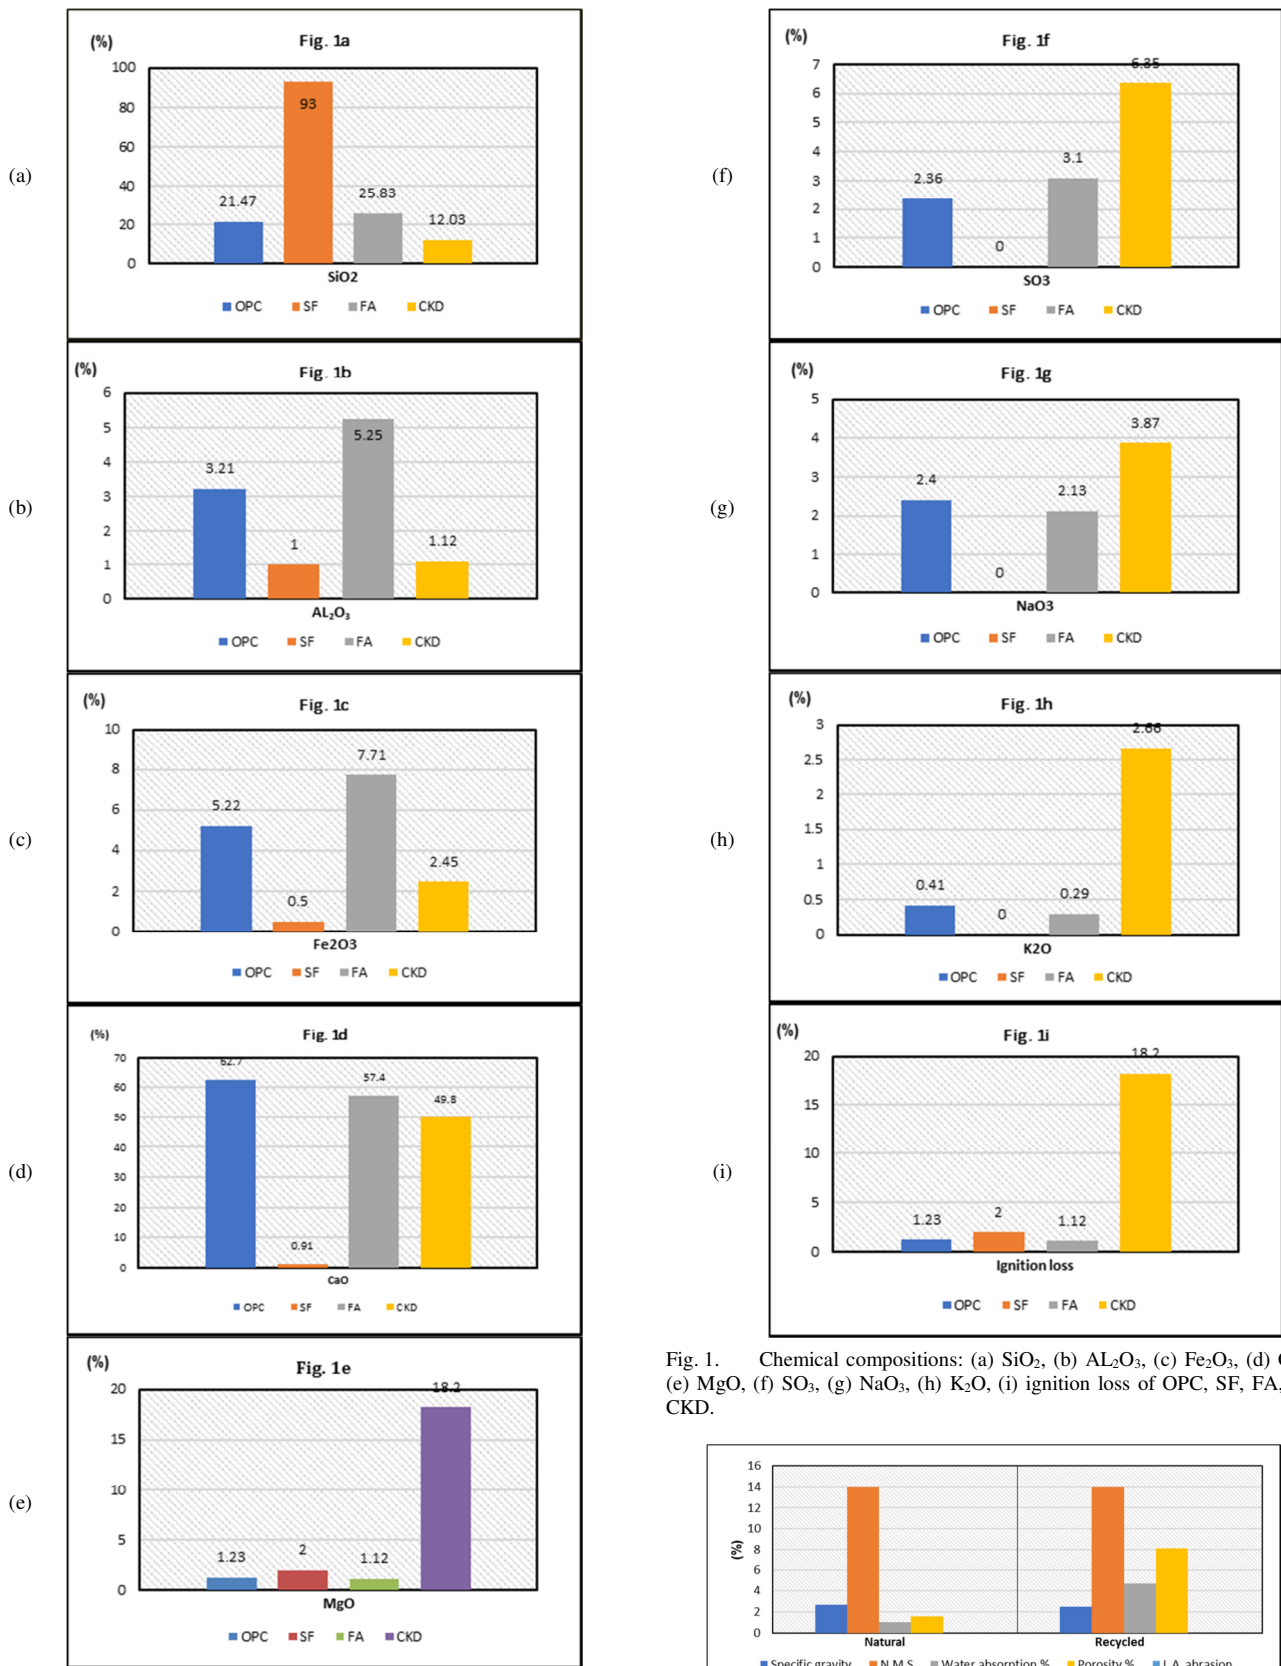 (a)
Fig. 1a
(%)
100
80
60
40
20
0
21.47
93
25.83
12.03
SiO2
OPC SF FA CKD
(b)
Fig. 1b
(%)
6
5
4
3
2
1
0
3.21
1
5.25
1.12
AL₂O₃
OPC SF FA CKD
(c)
Fig. 1c
(%)
10
8
6
4
2
0
5.22
0.5
7.71
2.45
Fe2O3
OPC SF FA CKD
(d)
Fig. 1d
(%)
70
60
50
40
30
20
10
0
62.7
0.91
57.4
49.8
CaO
OPC SF FA CKD
(e)
Fig. 1e
(%)
20
15
10
5
0
1.23
2
1.12
18.2
MgO
OPC SF FA CKD
(f)
Fig. 1f
(%)
7
6
5
4
3
2
1
0
2.36
0
3.1
6.35
SO3
OPC SF FA CKD
(g)
Fig. 1g
(%)
5
4
3
2
1
0
2.4
0
2.13
3.87
NaO3
OPC SF FA CKD
(h)
Fig. 1h
(%)
3
2.5
2
1.5
1
0.5
0
0.41
0
0.29
2.66
K2O
OPC SF FA CKD
(i)
Fig. 1i
(%)
20
15
10
5
0
1.23
2
1.12
18.2
Ignition loss
OPC SF FA CKD
Fig. 1. Chemical compositions: (a) SiO₂, (b) AL₂O₃, (c) Fe₂O₃, (d)
(e) MgO, (f) SO₃, (g) NaO₃, (h) K₂O, (i) ignition loss of OPC, SF, FA,
CKD.
(%)
16
14
12
10
8
6
4
2
0
Natural Recycled
Specific gravity N.M.S Water absorption % Porosity % L.A. abrasion